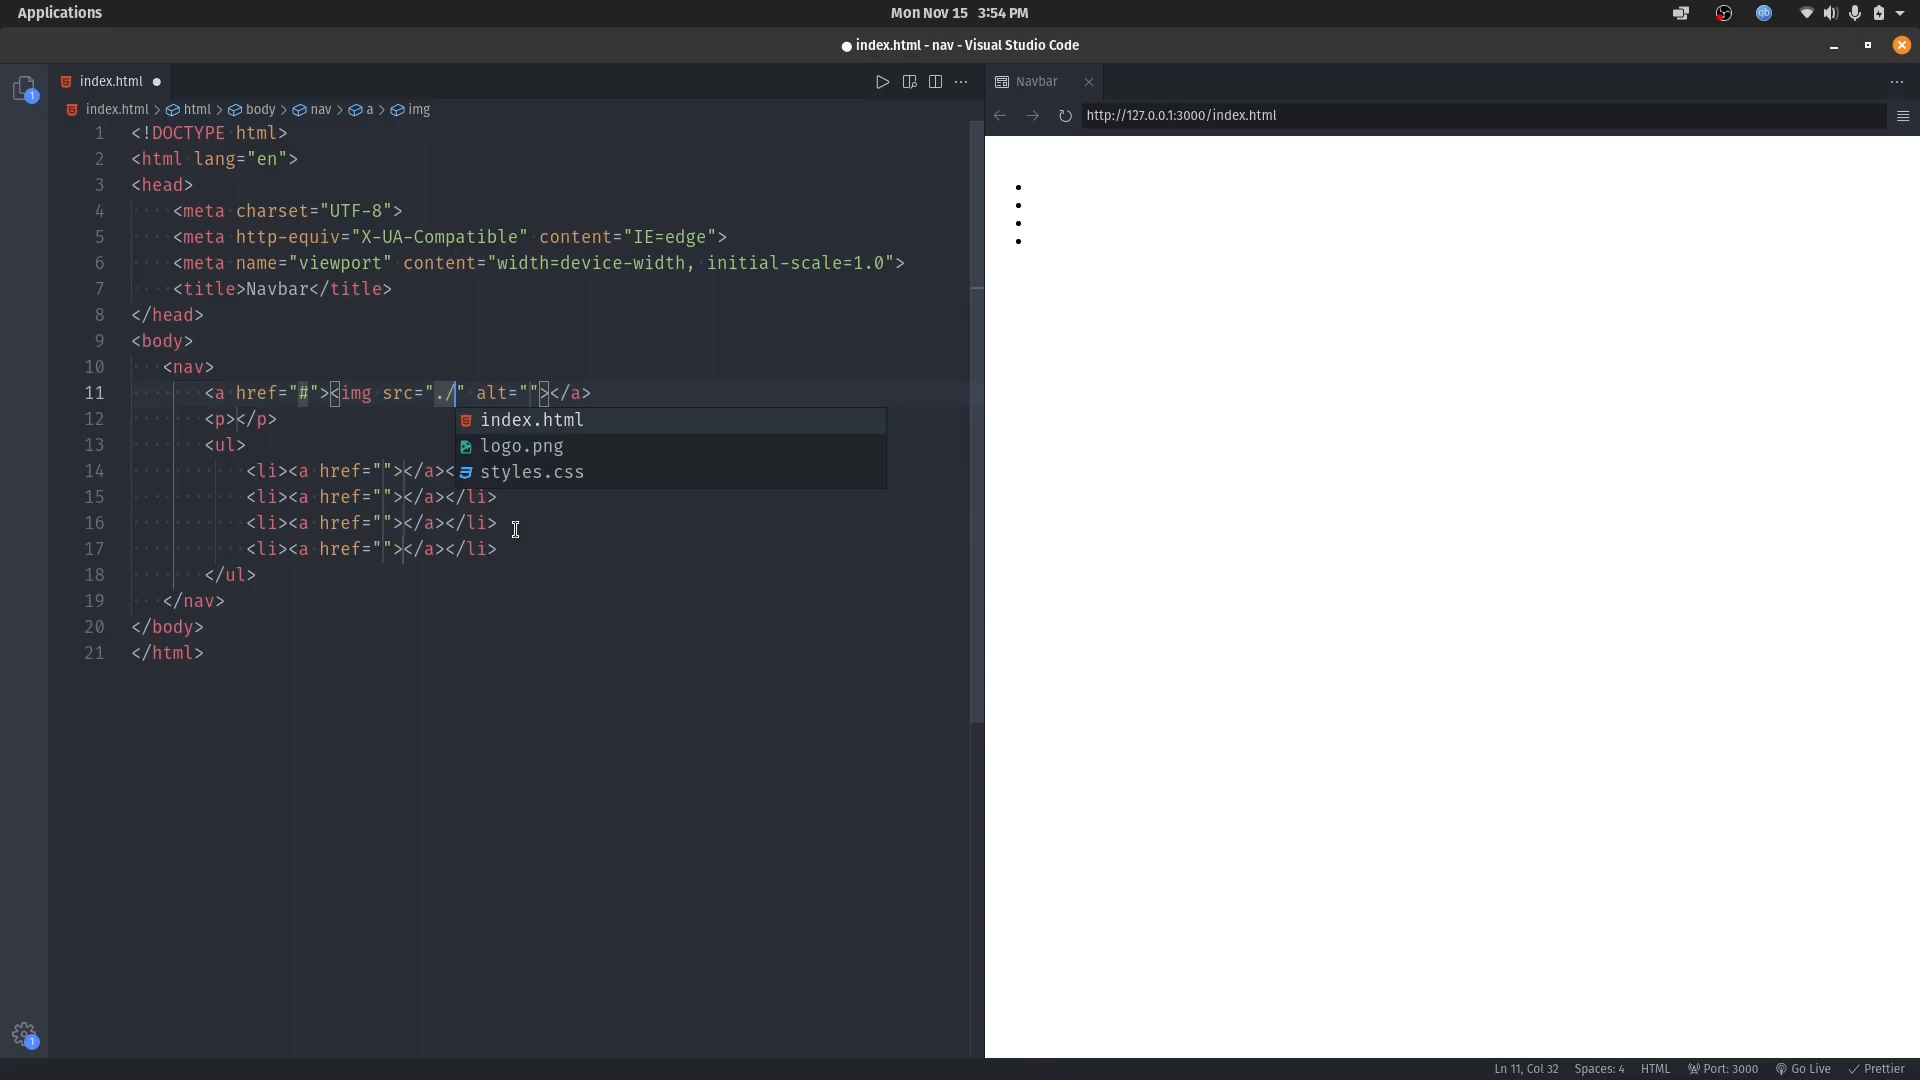 Applications
Mon Nov 15 3:54 PM
qb
● index.html - nav - Visual Studio Code
1
index.html ●
index.html > html > body > nav > a > img
1 <!DOCTYPE html>
2 <html lang="en">
3 <head>
4 <meta charset="UTF-8">
5 <meta http-equiv="X-UA-Compatible" content="IE=edge">
6 <meta name="viewport" content="width=device-width, initial-scale=1.0">
7 <title>Navbar</title>
8 </head>
9 <body>
10 <nav>
11 <a href="#"><img src="./" alt=""></a>
12 <p></p>
index.html
13 <ul>
logo.png
14 <li><a href=""></a><
styles.css
15 <li><a href=""></a></li>
16 <li><a href=""></a></li>
17 <li><a href=""></a></li>
18 </ul>
19 </nav>
20 </body>
21 </html>
1
Navbar
http://127.0.0.1:3000/index.html
Ln 11, Col 32 Spaces: 4 HTML Port: 3000 Go Live Prettier